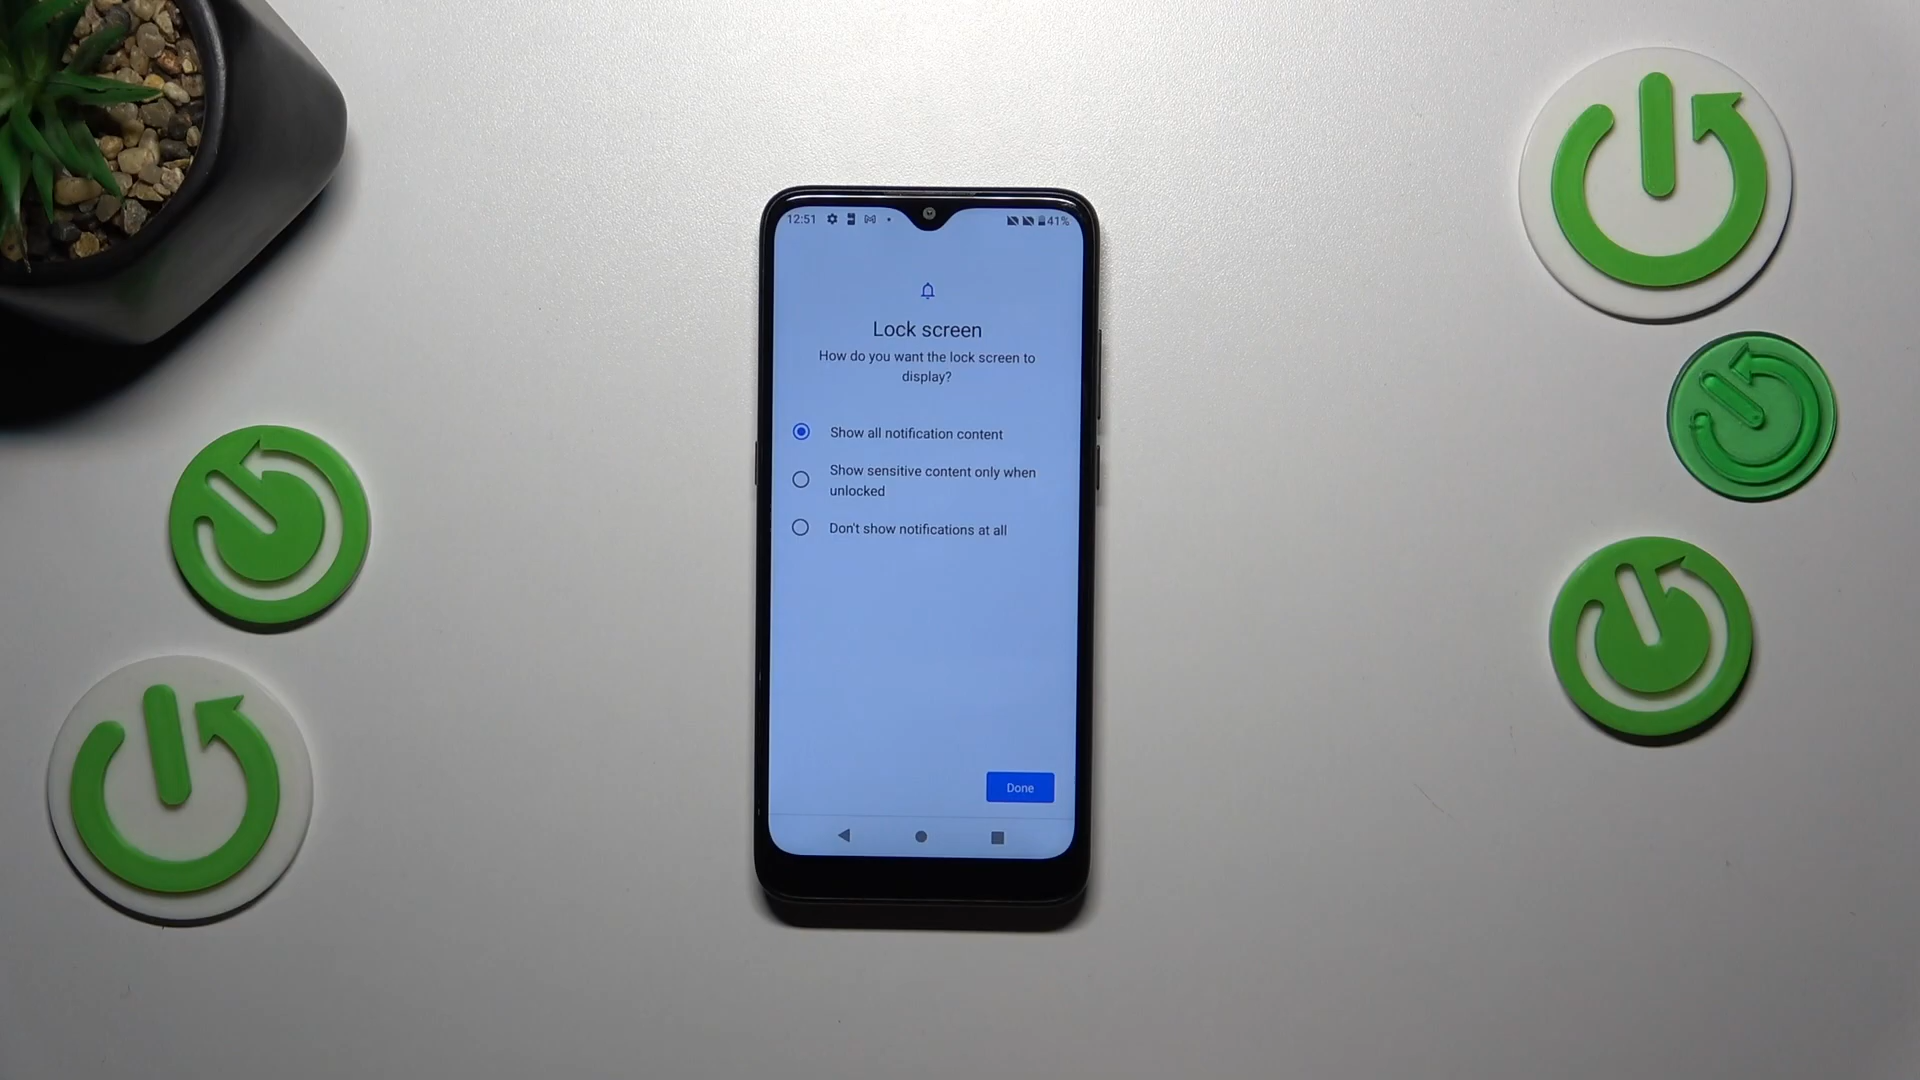 12:51
41%
Lock screen
How do you want the lock screen to
display?
Show all notification content
Show sensitive content only when
unlocked
Don't show notifications at all
Done